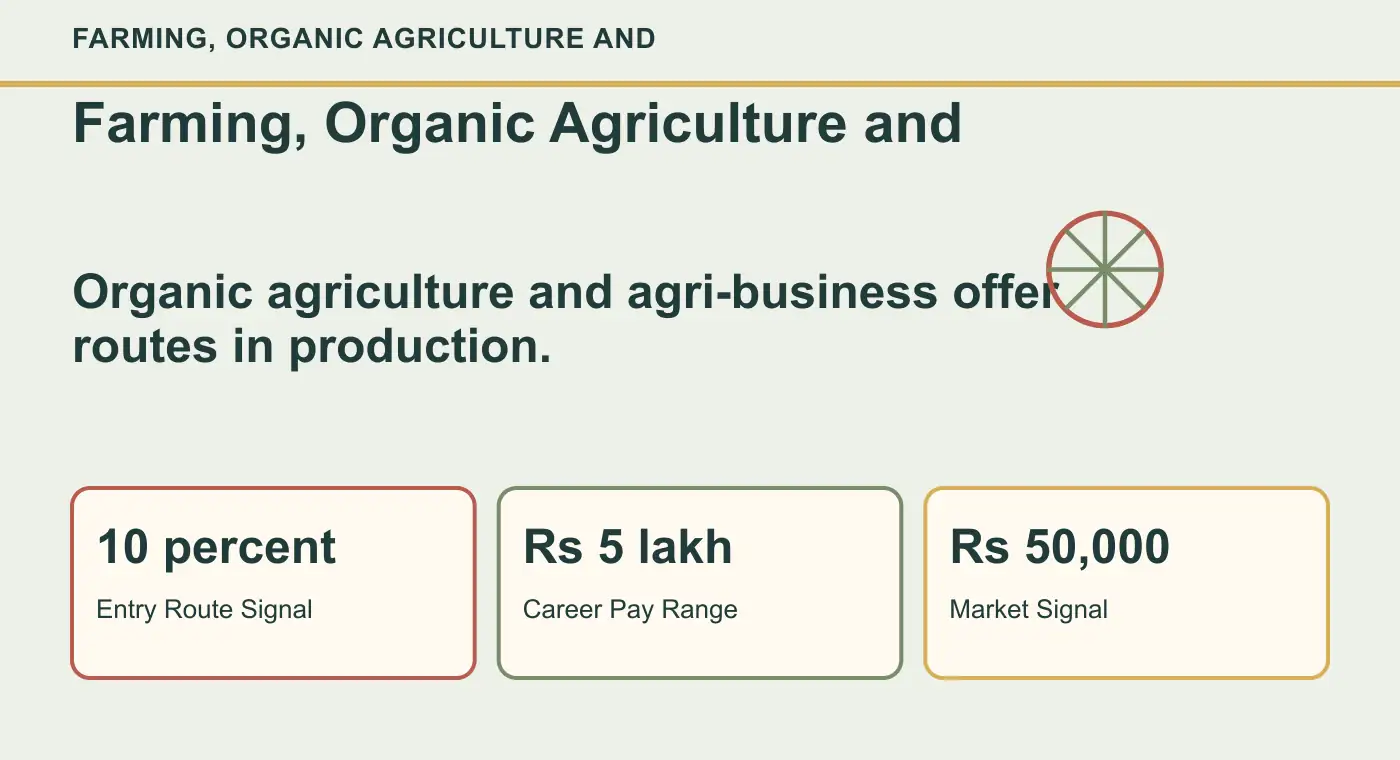 FARMING, ORGANIC AGRICULTURE AND
Farming, Organic Agriculture and
Organic agriculture and agri-business offer
routes in production.
10 percent
Entry Route Signal
Rs 5 lakh
Career Pay Range
Rs 50,000
Market Signal